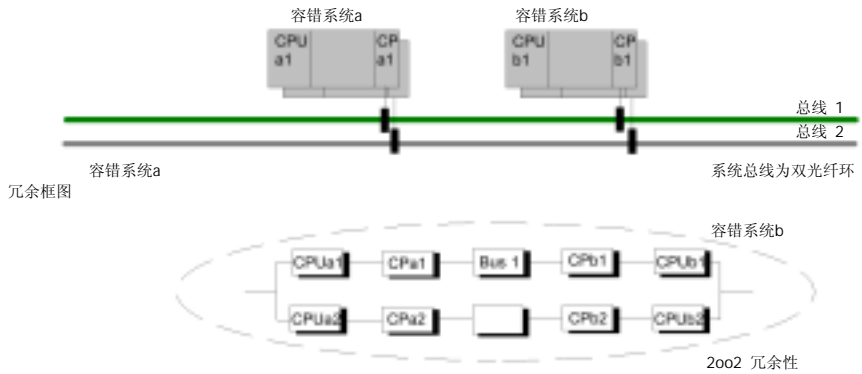 容错系统a
容错系统b
CPU a1
CP a1
CPU b1
CP b1
总线 1
总线 2
容错系统a
系统总线为双光纤环
冗余框图
容错系统b
CPUa1
CPa1
Bus 1
CPb1
CPUb1
CPUa2
CPa2
CPb2
CPUb2
2oo2 冗余性